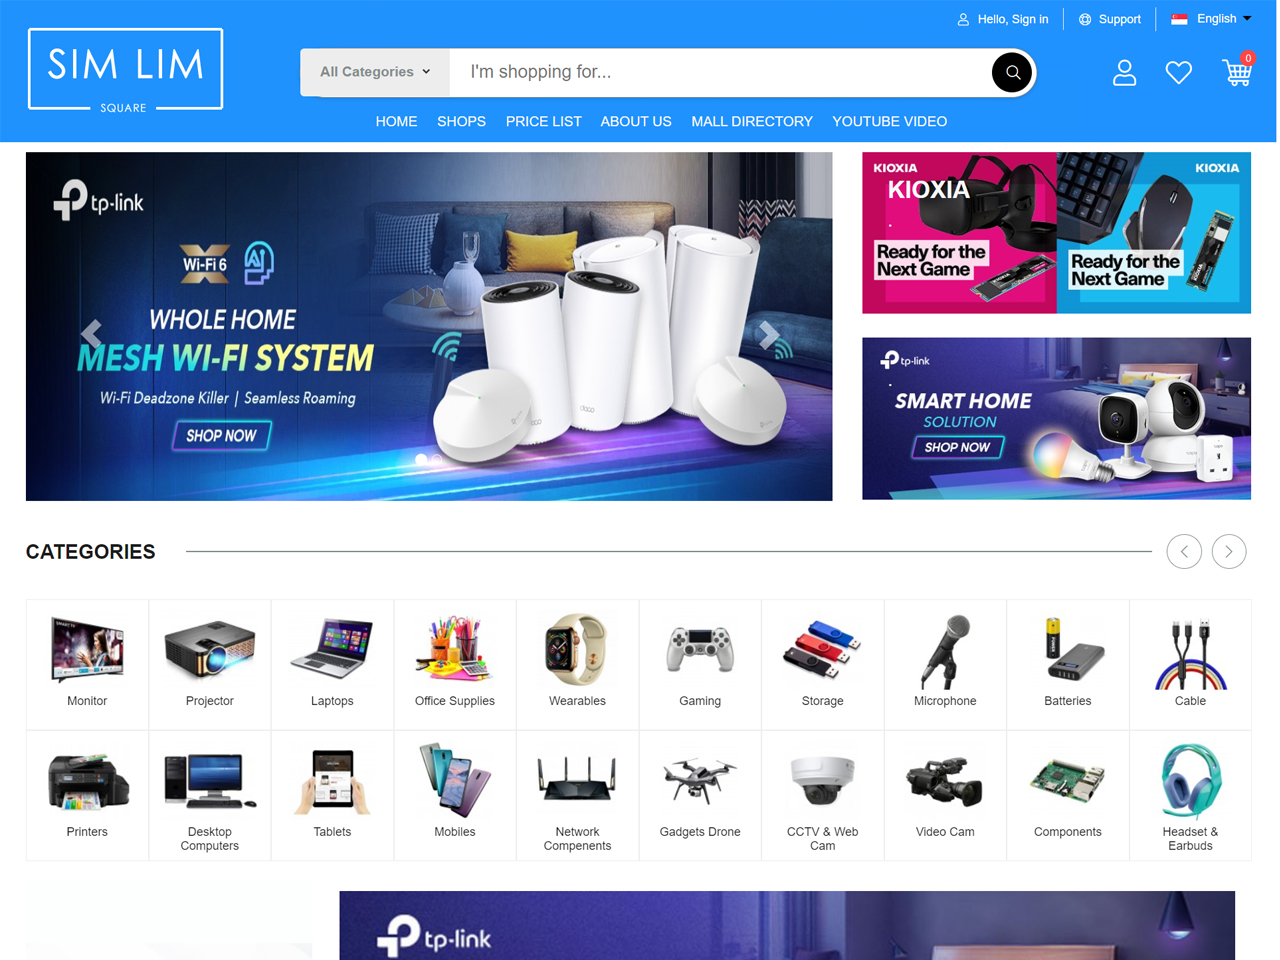 Hello, Sign in
Support
English
SIM LIM
SQUARE
All Categories
I'm shopping for...
0
HOME
SHOPS
PRICE LIST
ABOUT US
MALL DIRECTORY
YOUTUBE VIDEO
tp-link
Wi-Fi 6
AI
WHOLE HOME
MESH WI-FI SYSTEM
Wi-Fi Deadzone Killer | Seamless Roaming
SHOP NOW
deco
KIOXIA
KIOXIA
KIOXIA
.
Ready for the
Next Game
KIOXIA
Ready for the
Next Game
KIOXIA
tp-link
.
SMART HOME
SOLUTION
SHOP NOW
CATEGORIES
Monitor
Projector
Laptops
Office Supplies
Wearables
Gaming
Storage
Microphone
Batteries
Cable
Printers
Desktop
Computers
Tablets
Mobiles
Network
Compenents
Gadgets Drone
CCTV & Web
Cam
Video Cam
Components
Headset &
Earbuds
tp-link